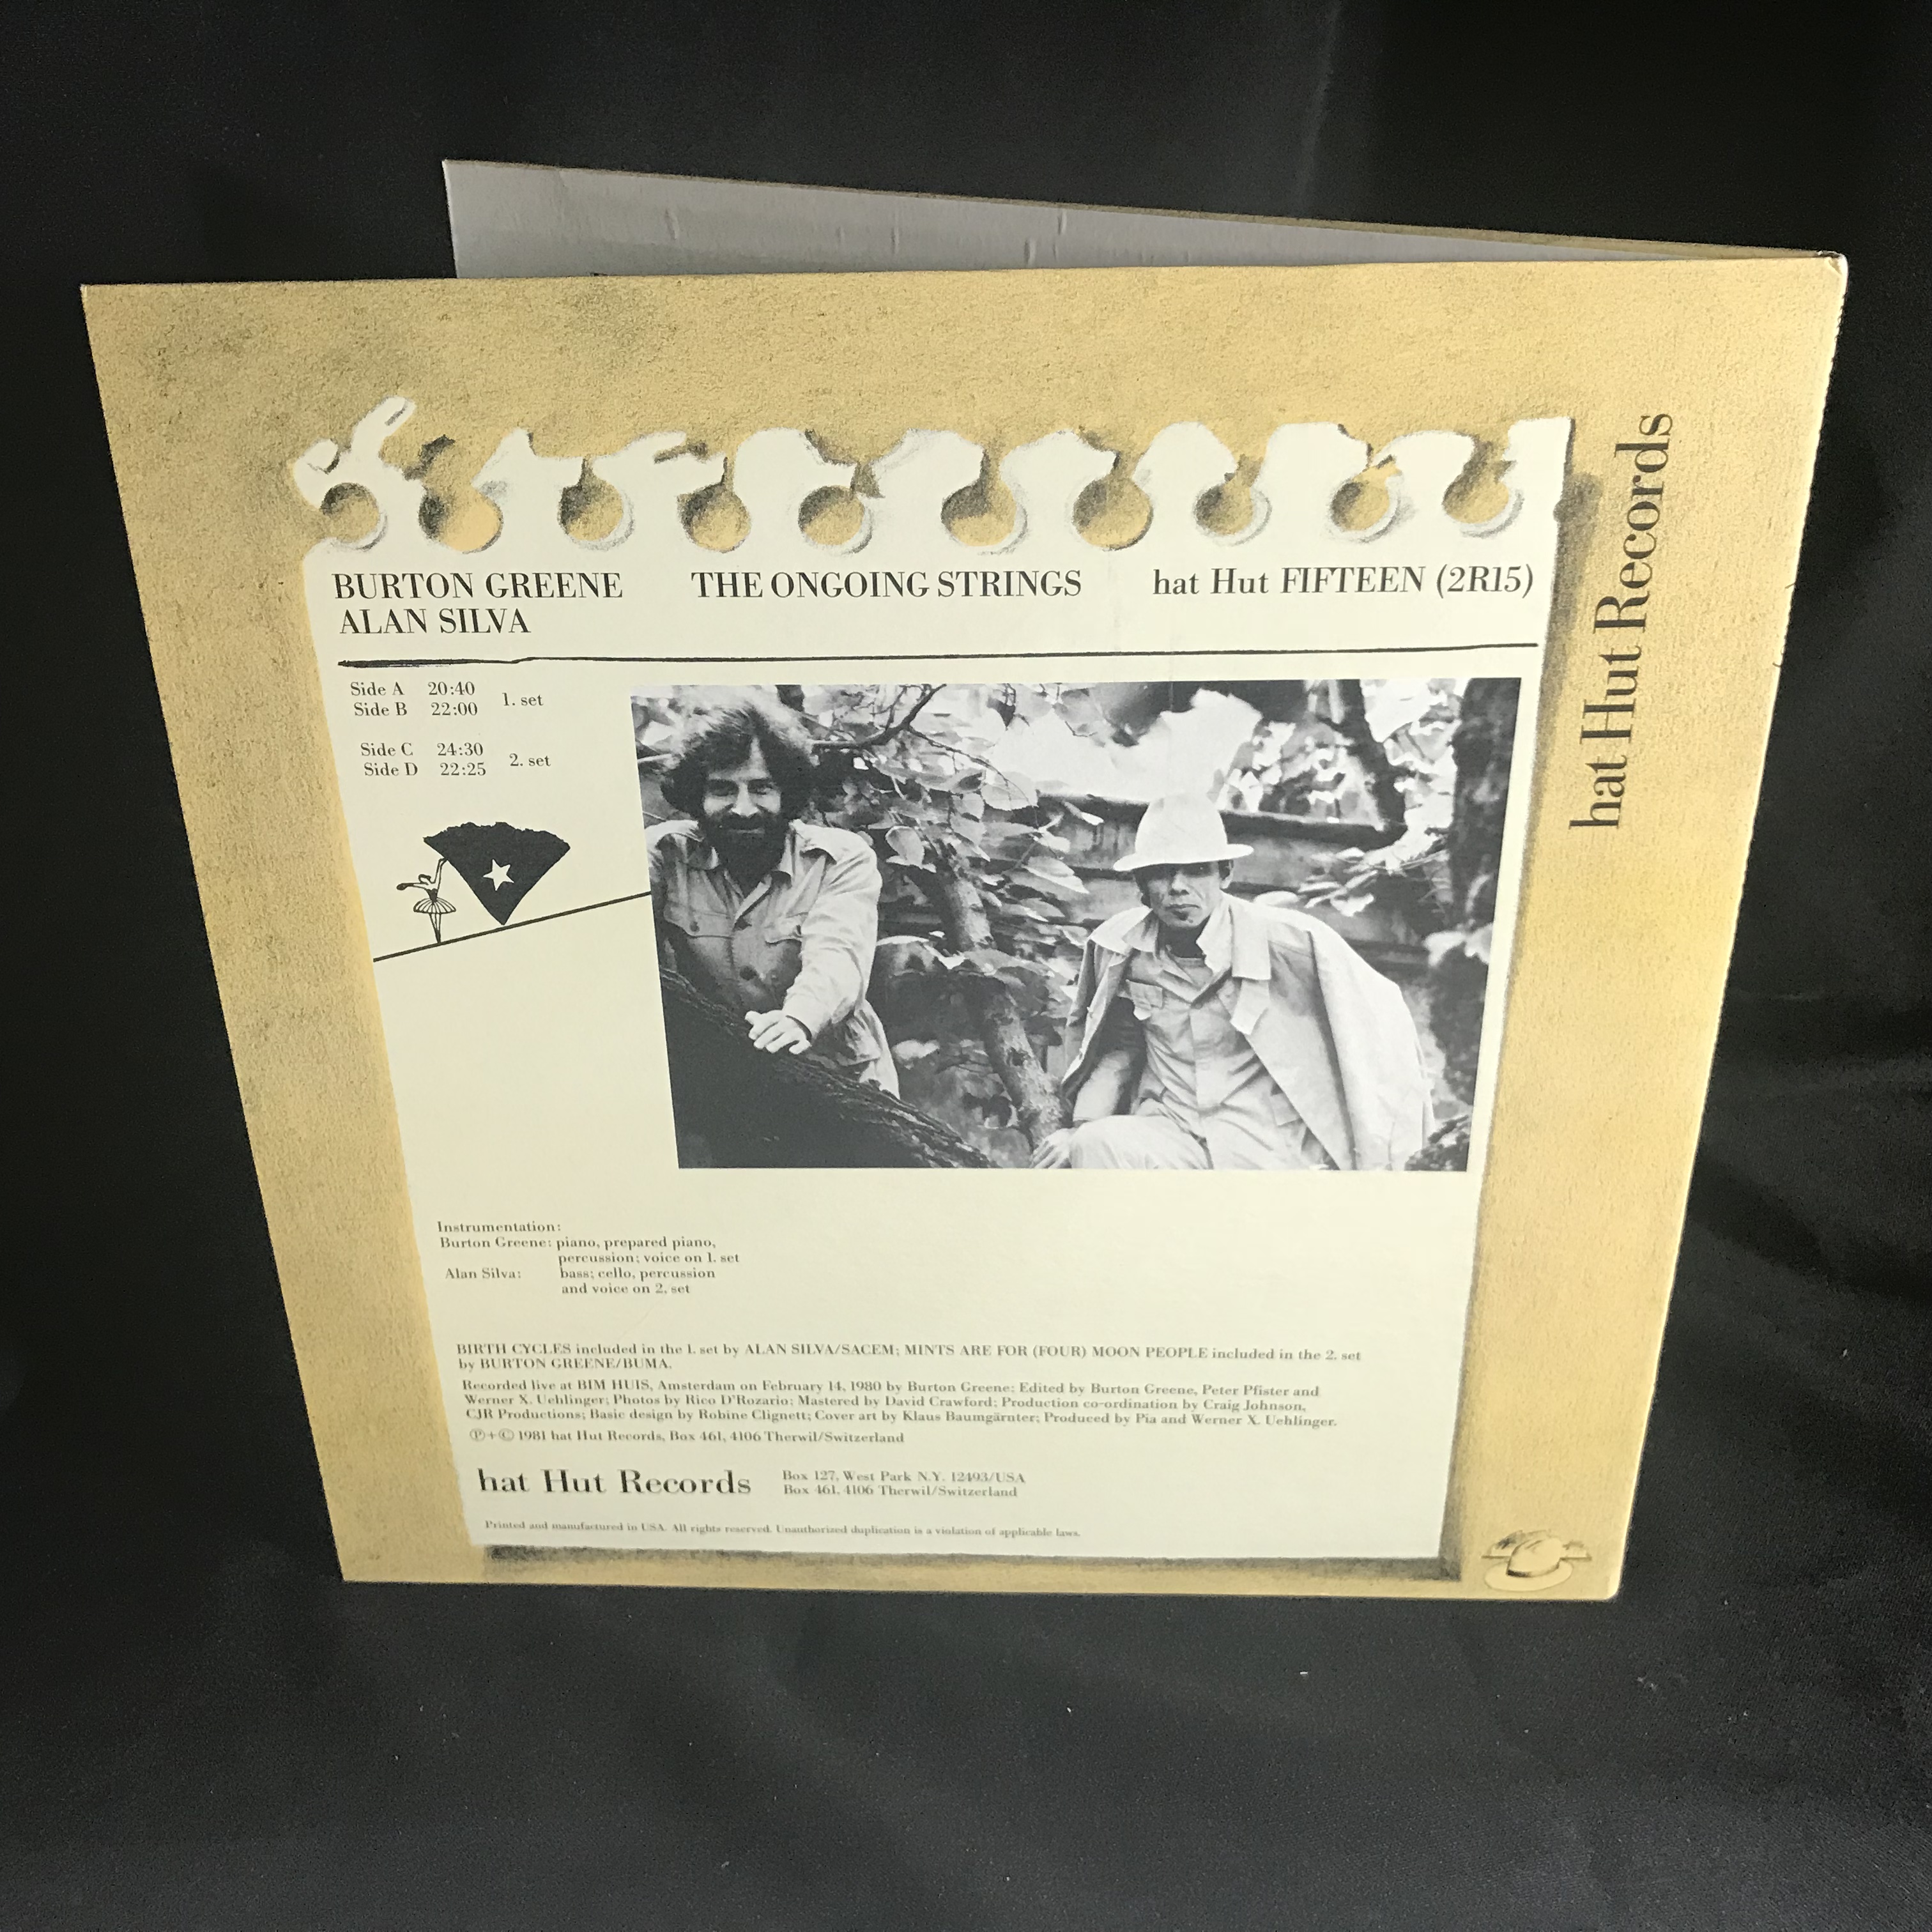 BURTON GREENE THE ONGOING STRINGS hat Hut FIFTEEN (2R15)
ALAN SILVA
hat Hut Records
Side A 20:40
Side B 22:00
1. set
Side C 24:30
Side D 22:25
2. set
Instrumentation:
Burton Greene: piano, prepared piano,
percussion; voice on 1. set
Alan Silva: bass; cello, percussion
and voice on 2. set
BIRTH CYCLES included in the 1. set by ALAN SILVA/SACEM; MINTS ARE FOR (FOUR) MOON PEOPLE included in the 2. set
by BURTON GREENE/BUMA.
Recorded live at BIM HUIS, Amsterdam on February 14, 1980 by Burton Greene; Edited by Burton Greene, Peter Pfister and
Werner X. Uehlinger; Photos by Rico D'Rozario; Mastered by David Crawford; Production co-ordination by Craig Johnson,
CJR Productions; Basic design by Robine Clignett; Cover art by Klaus Baumgärnter; Produced by Pia and Werner X. Uehlinger.
Ⓟ+© 1981 hat Hut Records, Box 461, 4106 Therwil/Switzerland
hat Hut Records
Box 127, West Park N.Y. 12493/USA
Box 461, 4106 Therwil/Switzerland
Printed and manufactured in USA. All rights reserved. Unauthorized duplication is a violation of applicable laws.